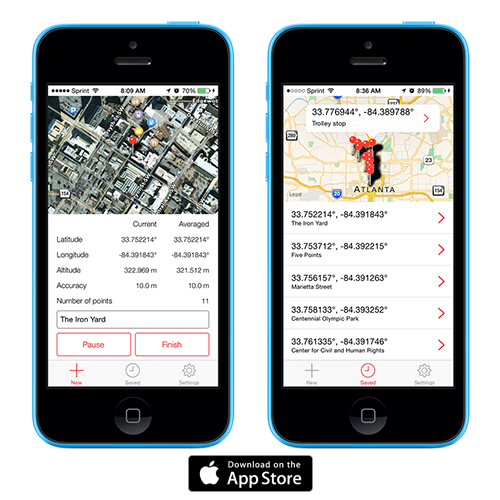 Sprint 8:09 AM 70%
Edgewood
154
Current Averaged
Latitude 33.752214° 33.752214°
Longitude -84.391843° -84.391843°
Altitude 322.969 m 321.512 m
Accuracy 10.0 m 10.0 m
Number of points 11
The Iron Yard
Pause Finish
New Saved Settings
Sprint 8:36 AM 89%
33.776944°, -84.389788°
Trolley stop
280
23
20
154
Legal
ATLANTA
33.752214°, -84.391843°
The Iron Yard
33.753712°, -84.392215°
Five Points
33.756157°, -84.391263°
Marietta Street
33.758133°, -84.393252°
Centennial Olympic Park
33.761335°, -84.391746°
Center for Civil and Human Rights
New Saved Settings
Download on the
App Store